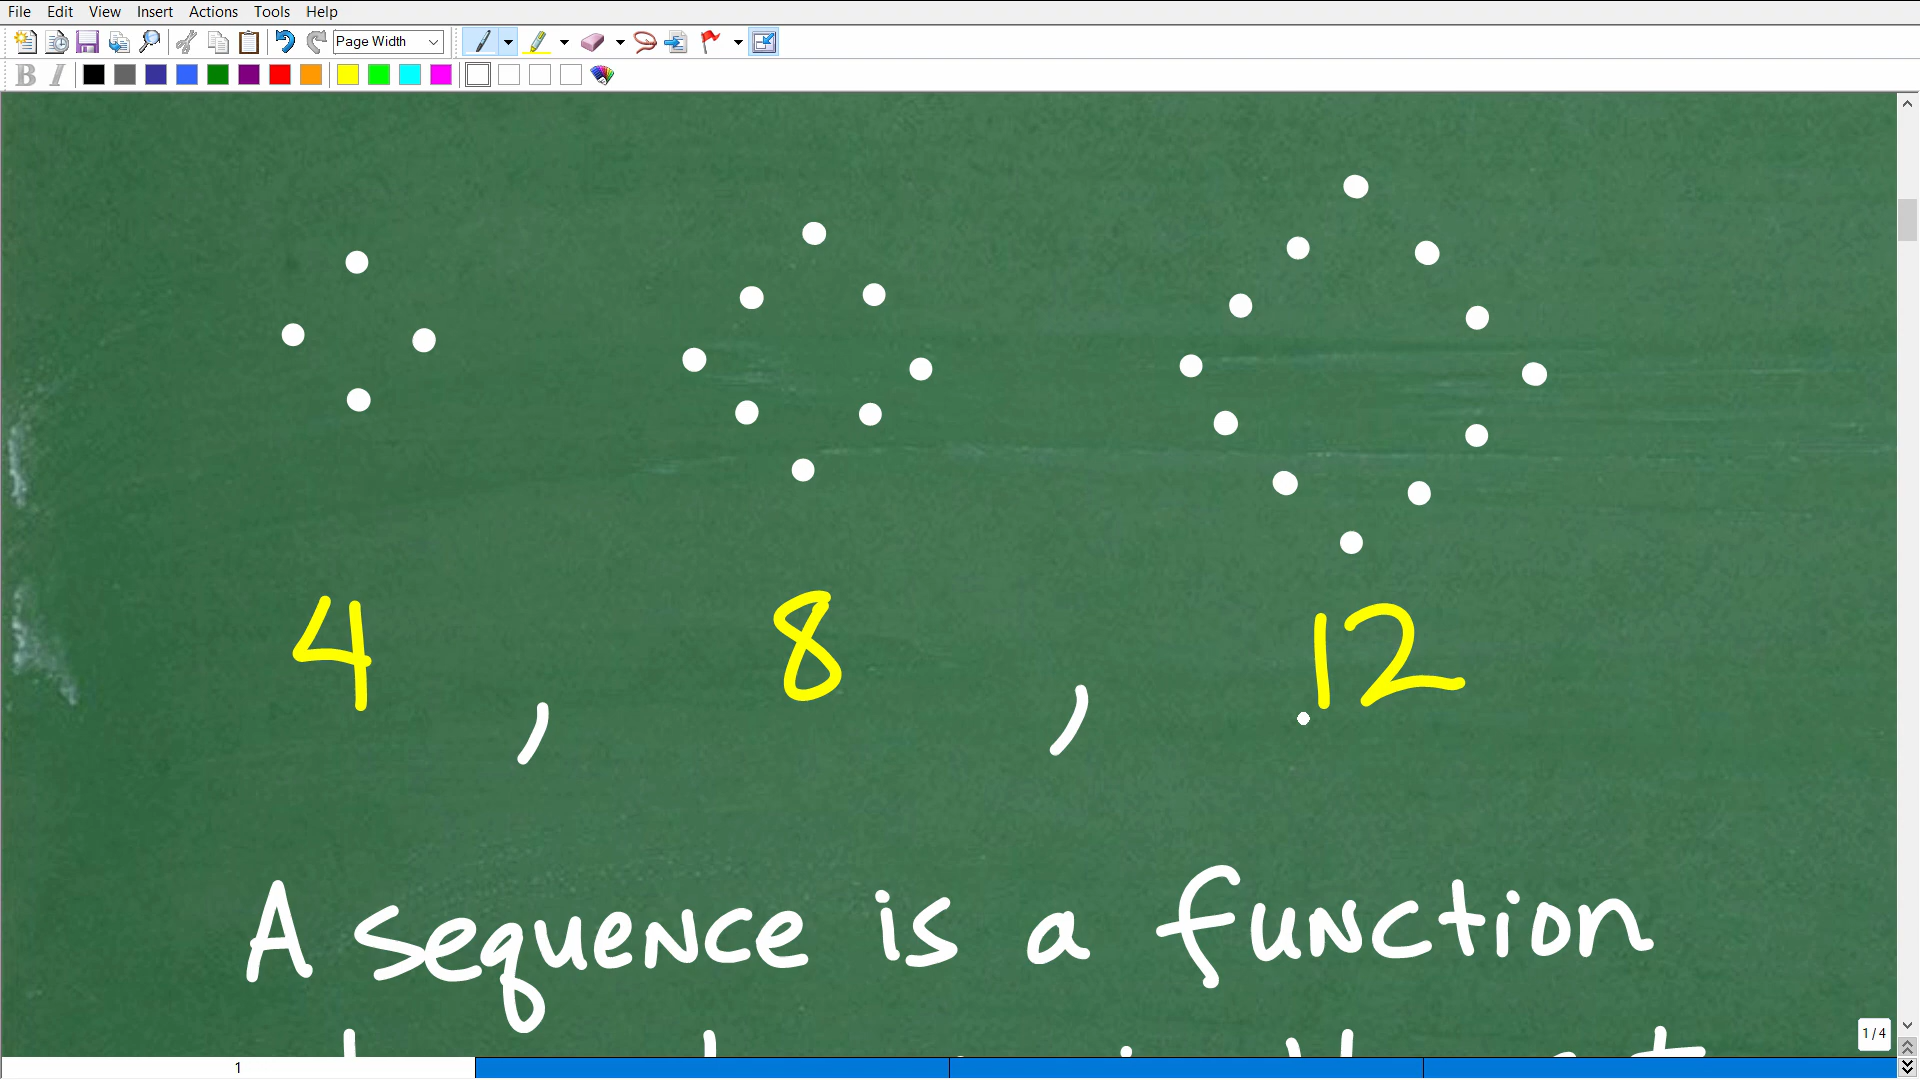 File Edit View Insert Actions Tools Help
Page Width
B I
4 , 8 , 12
A sequence is a function
1 / 4
1